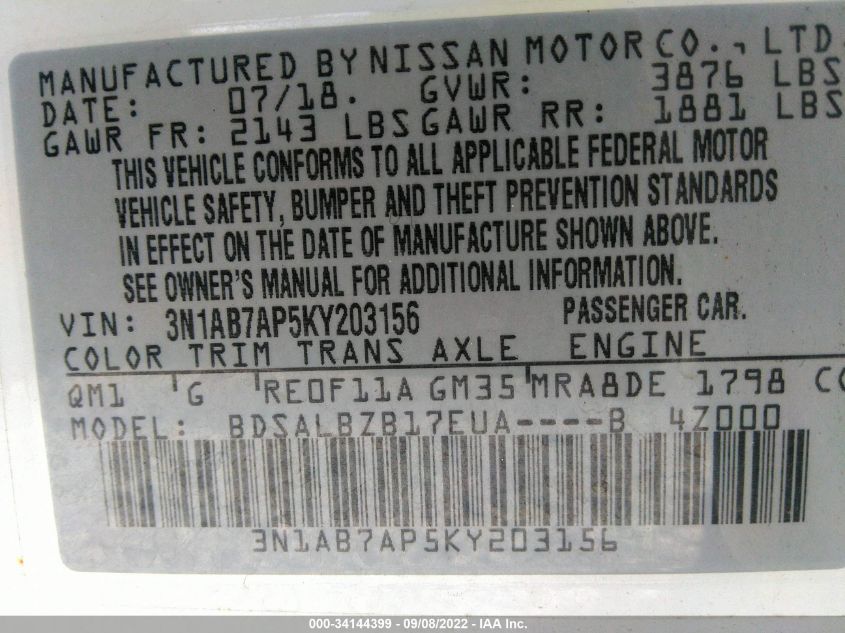 MANUFACTURED BY NISSAN MOTOR CO., LTD.
DATE: 07/18. GVWR: 3876 LBS
GAWR FR: 2143 LBS GAWR RR: 1881 LBS
THIS VEHICLE CONFORMS TO ALL APPLICABLE FEDERAL MOTOR
VEHICLE SAFETY, BUMPER AND THEFT PREVENTION STANDARDS
IN EFFECT ON THE DATE OF MANUFACTURE SHOWN ABOVE.
SEE OWNER'S MANUAL FOR ADDITIONAL INFORMATION.
VIN: 3N1AB7AP5KY203156 PASSENGER CAR.
COLOR TRIM TRANS AXLE ENGINE
QM1 G RE0F11A GM35 MRA8DE 1798 CC
MODEL: BDSALBZB17EUA----B 4Z000
3N1AB7AP5KY203156
000-34144399 - 09/08/2022 - IAA Inc.